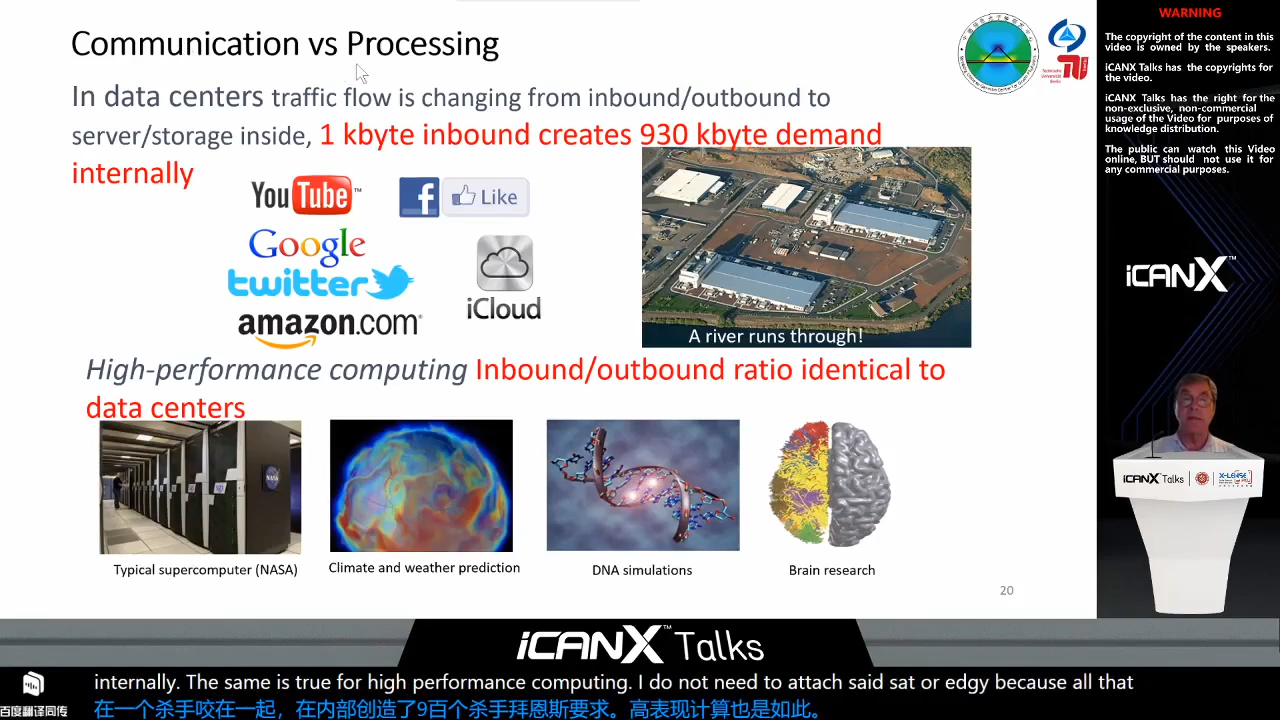 Communication vs Processing
In data centers traffic flow is changing from inbound/outbound to
server/storage inside, 1 kbyte inbound creates 930 kbyte demand
internally
You Tube ™
f Like
Google
twitter
amazon.com
iCloud
A river runs through!
High-performance computing Inbound/outbound ratio identical to
data centers
NASA
Typical supercomputer (NASA)
Climate and weather prediction
DNA simulations
Brain research
20
Technische
Universität
Berlin
WARNING
The copyright of the content in this
video is owned by the speakers.
iCANX Talks has the copyrights for
the video.
iCANX Talks has the right for the
non-exclusive, non-commercial
usage of the Video for purposes of
knowledge distribution.
The public can watch this Video
online, BUT should not use it for
any commercial purposes.
iCANX™
iCANX Talks
iCANX™ Talks
internally. The same is true for high performance computing. I do not need to attach said sat or edgy because all that
百度翻译同传
在一个杀手咬在一起，在内部创造了9百个杀手拜恩斯要求。高表现计算也是如此。